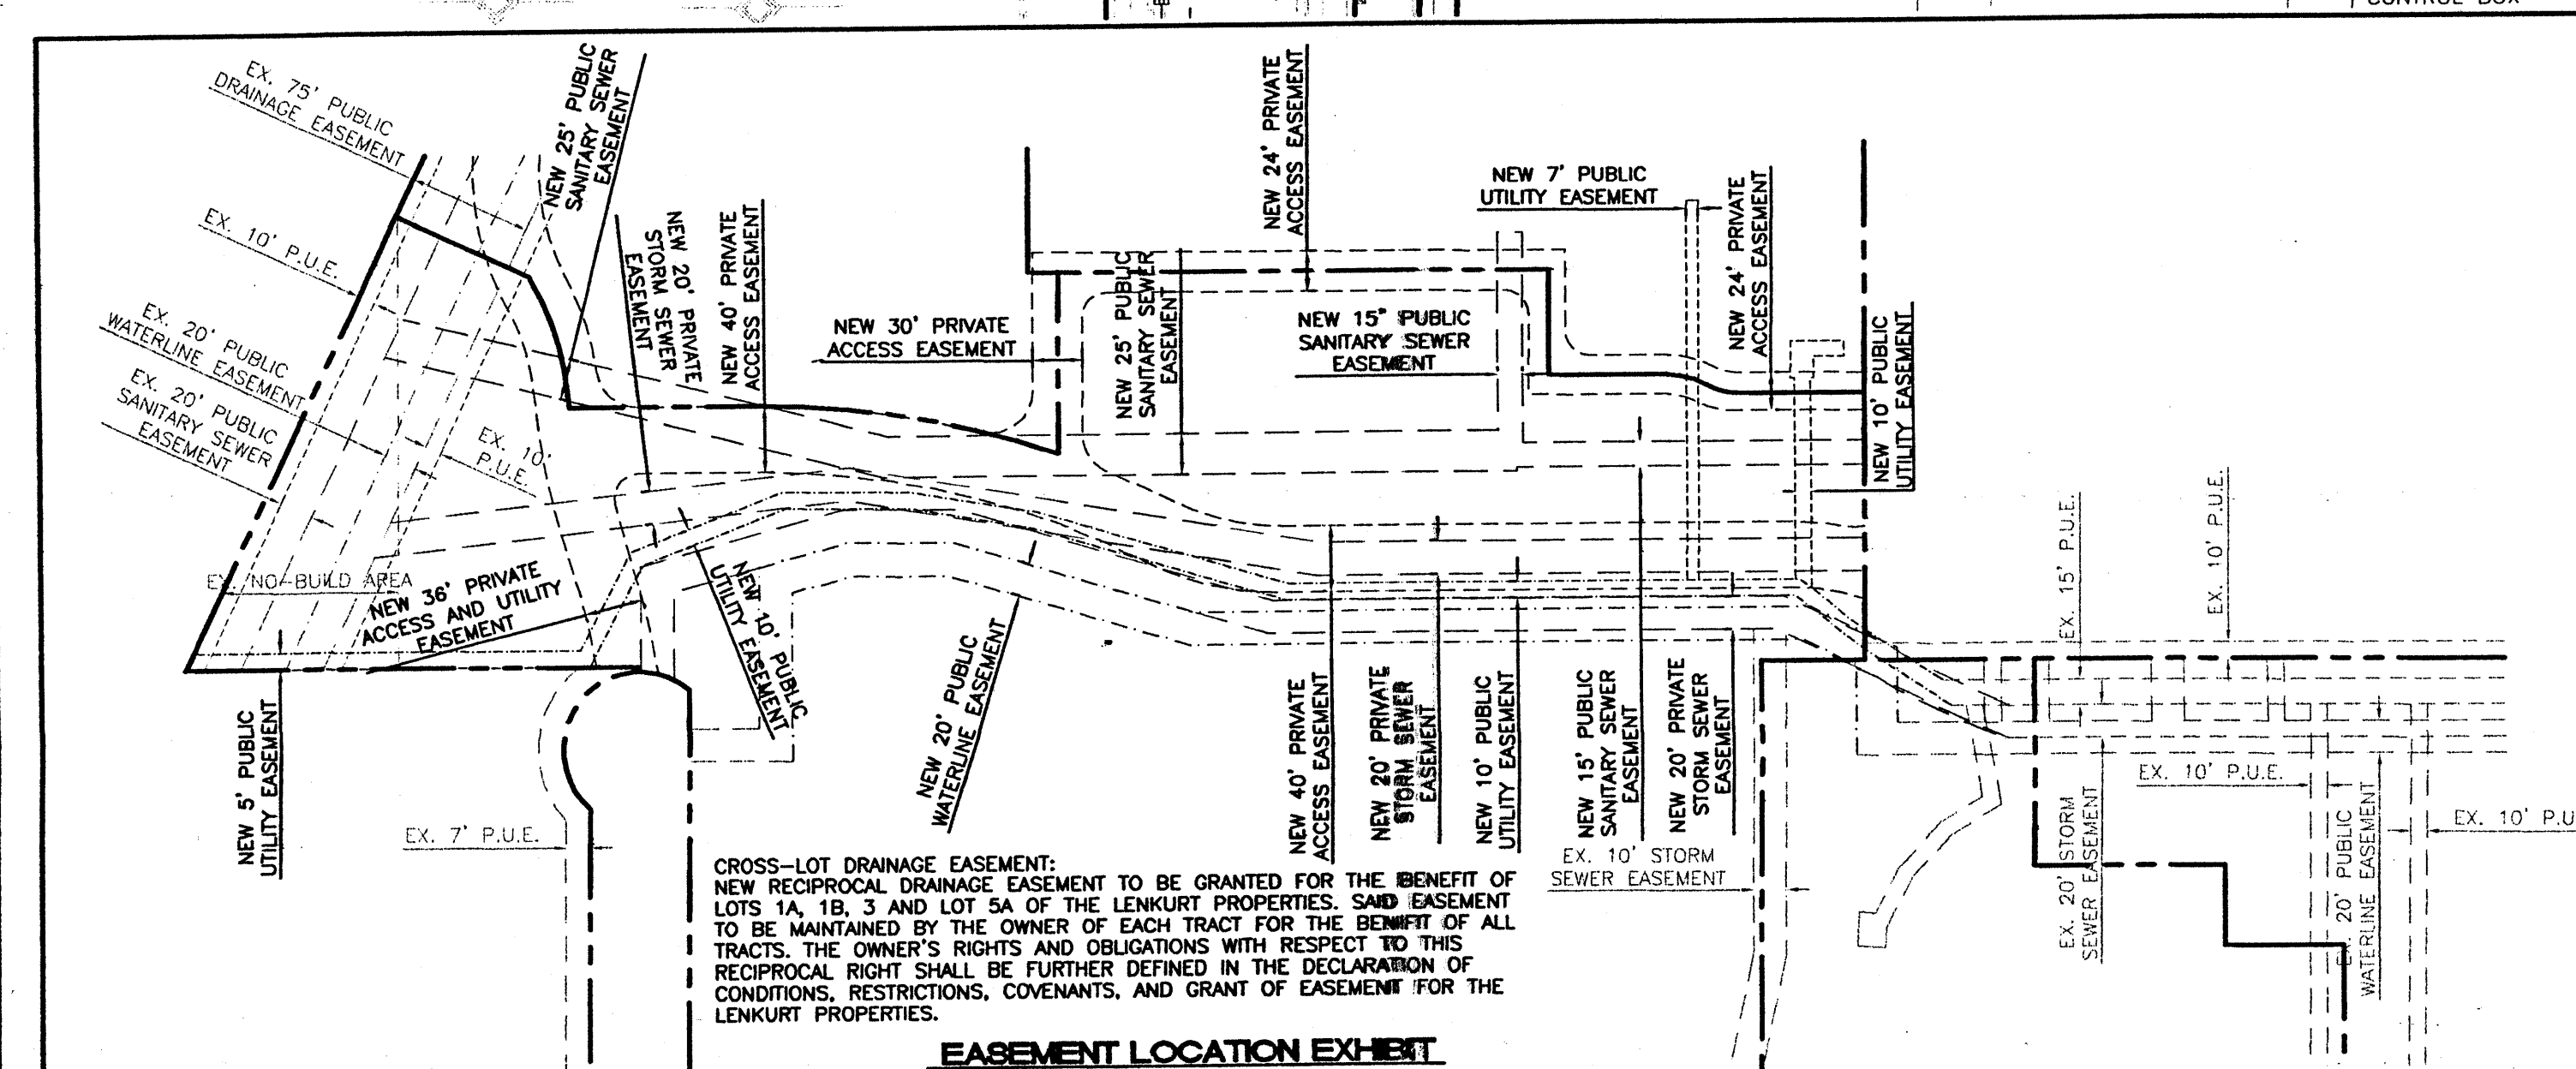 CONTROL BOX
EX. 75' PUBLIC
DRAINAGE EASEMENT
NEW 25' PUBLIC
SANITARY SEWER
EASEMENT
EX. 10' P.U.E.
EX. 20' PUBLIC
WATERLINE EASEMENT
EX. 20' PUBLIC
SANITARY SEWER
EASEMENT
EX. 10'
P.U.E.
NEW 20' PRIVATE
STORM SEWER
EASEMENT
NEW 40' PRIVATE
ACCESS EASEMENT
NEW 30' PRIVATE
ACCESS EASEMENT
NEW 25' PUBLIC
SANITARY SEWER
EASEMENT
NEW 24' PRIVATE
ACCESS EASEMENT
NEW 15" PUBLIC
SANITARY SEWER
EASEMENT
NEW 7' PUBLIC
UTILITY EASEMENT
NEW 24' PRIVATE
ACCESS EASEMENT
NEW 10' PUBLIC
UTILITY EASEMENT
EX. 15' P.U.E.
EX. 10' P.U.E.
EX. NO-BUILD AREA
NEW 36' PRIVATE
ACCESS AND UTILITY
EASEMENT
NEW 10' PUBLIC
UTILITY EASEMENT
NEW 20' PUBLIC
WATERLINE EASEMENT
NEW 5' PUBLIC
UTILITY EASEMENT
EX. 7' P.U.E.
NEW 40' PRIVATE
ACCESS EASEMENT
NEW 20' PRIVATE
STORM SEWER
EASEMENT
NEW 10' PUBLIC
UTILITY EASEMENT
NEW 15' PUBLIC
SANITARY SEWER
EASEMENT
NEW 20' PRIVATE
STORM SEWER
EASEMENT
EX. 10' STORM
SEWER EASEMENT
EX. 20' STORM
SEWER EASEMENT
EX. 10' P.U.E.
EX. 20' PUBLIC
WATERLINE EASEMENT
EX. 10' P.U
CROSS-LOT DRAINAGE EASEMENT:
NEW RECIPROCAL DRAINAGE EASEMENT TO BE GRANTED FOR THE BENEFIT OF
LOTS 1A, 1B, 3 AND LOT 5A OF THE LENKURT PROPERTIES. SAID EASEMENT
TO BE MAINTAINED BY THE OWNER OF EACH TRACT FOR THE BENIFIT OF ALL
TRACTS. THE OWNER'S RIGHTS AND OBLIGATIONS WITH RESPECT TO THIS
RECIPROCAL RIGHT SHALL BE FURTHER DEFINED IN THE DECLARATION OF
CONDITIONS, RESTRICTIONS, COVENANTS, AND GRANT OF EASEMENT FOR THE
LENKURT PROPERTIES.
EASEMENT LOCATION EXHIBIT